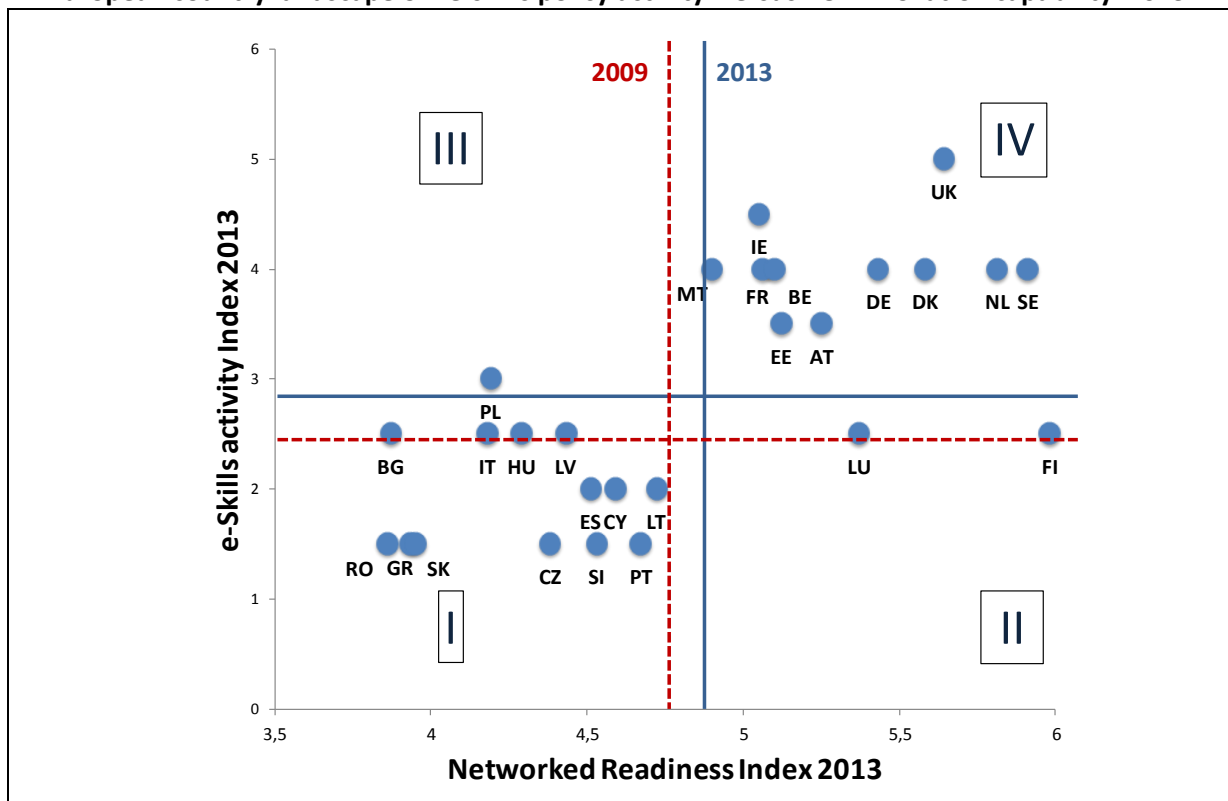 6
2009
2013
III
IV
5
UK
IE
4
MT
FR
BE
DE
DK
NL
SE
EE
AT
3
PL
BG
IT
HU
LV
LU
FI
2
ES
CY
LT
RO
GR
SK
CZ
SI
PT
1
I
II
0
3,5
4
4,5
5
5,5
6
e-Skills activity Index 2013
Networked Readiness Index 2013